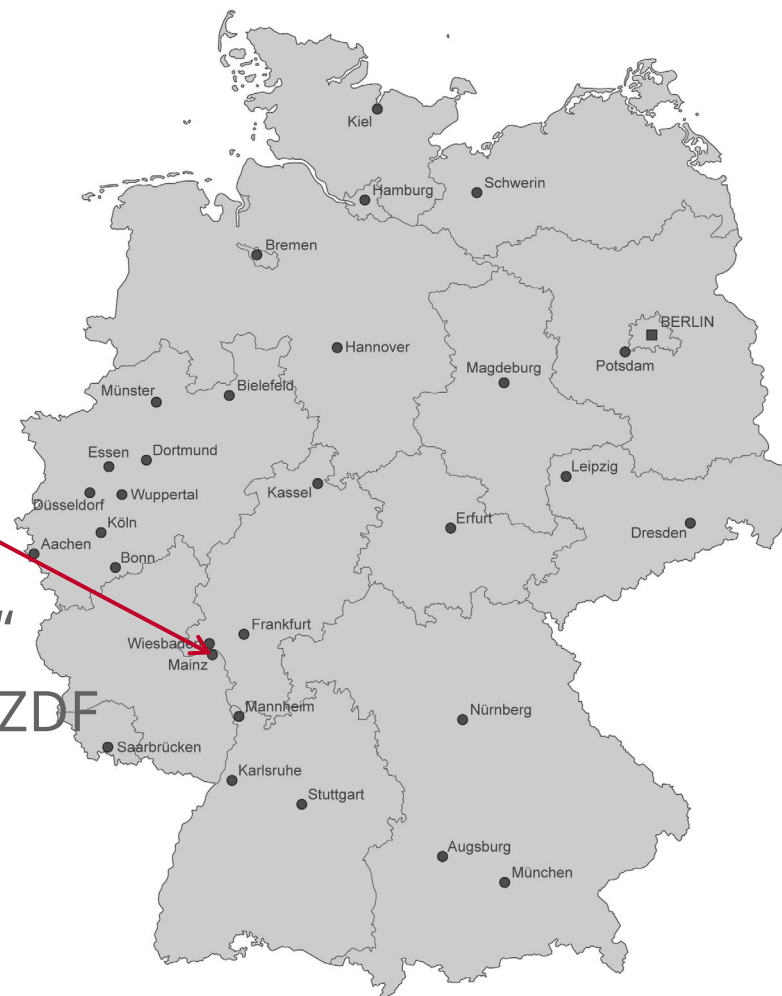 Kiel
Hamburg
Schwerin
Bremen
BERLIN
Hannover
Potsdam
Magdeburg
Münster
Bielefeld
Essen
Dortmund
Leipzig
Düsseldorf
Wuppertal
Kassel
Erfurt
Dresden
Köln
Aachen
Bonn
“
Frankfurt
Wiesbaden
Mainz
ZDF
Mannheim
Nürnberg
Saarbrücken
Karlsruhe
Stuttgart
Augsburg
München